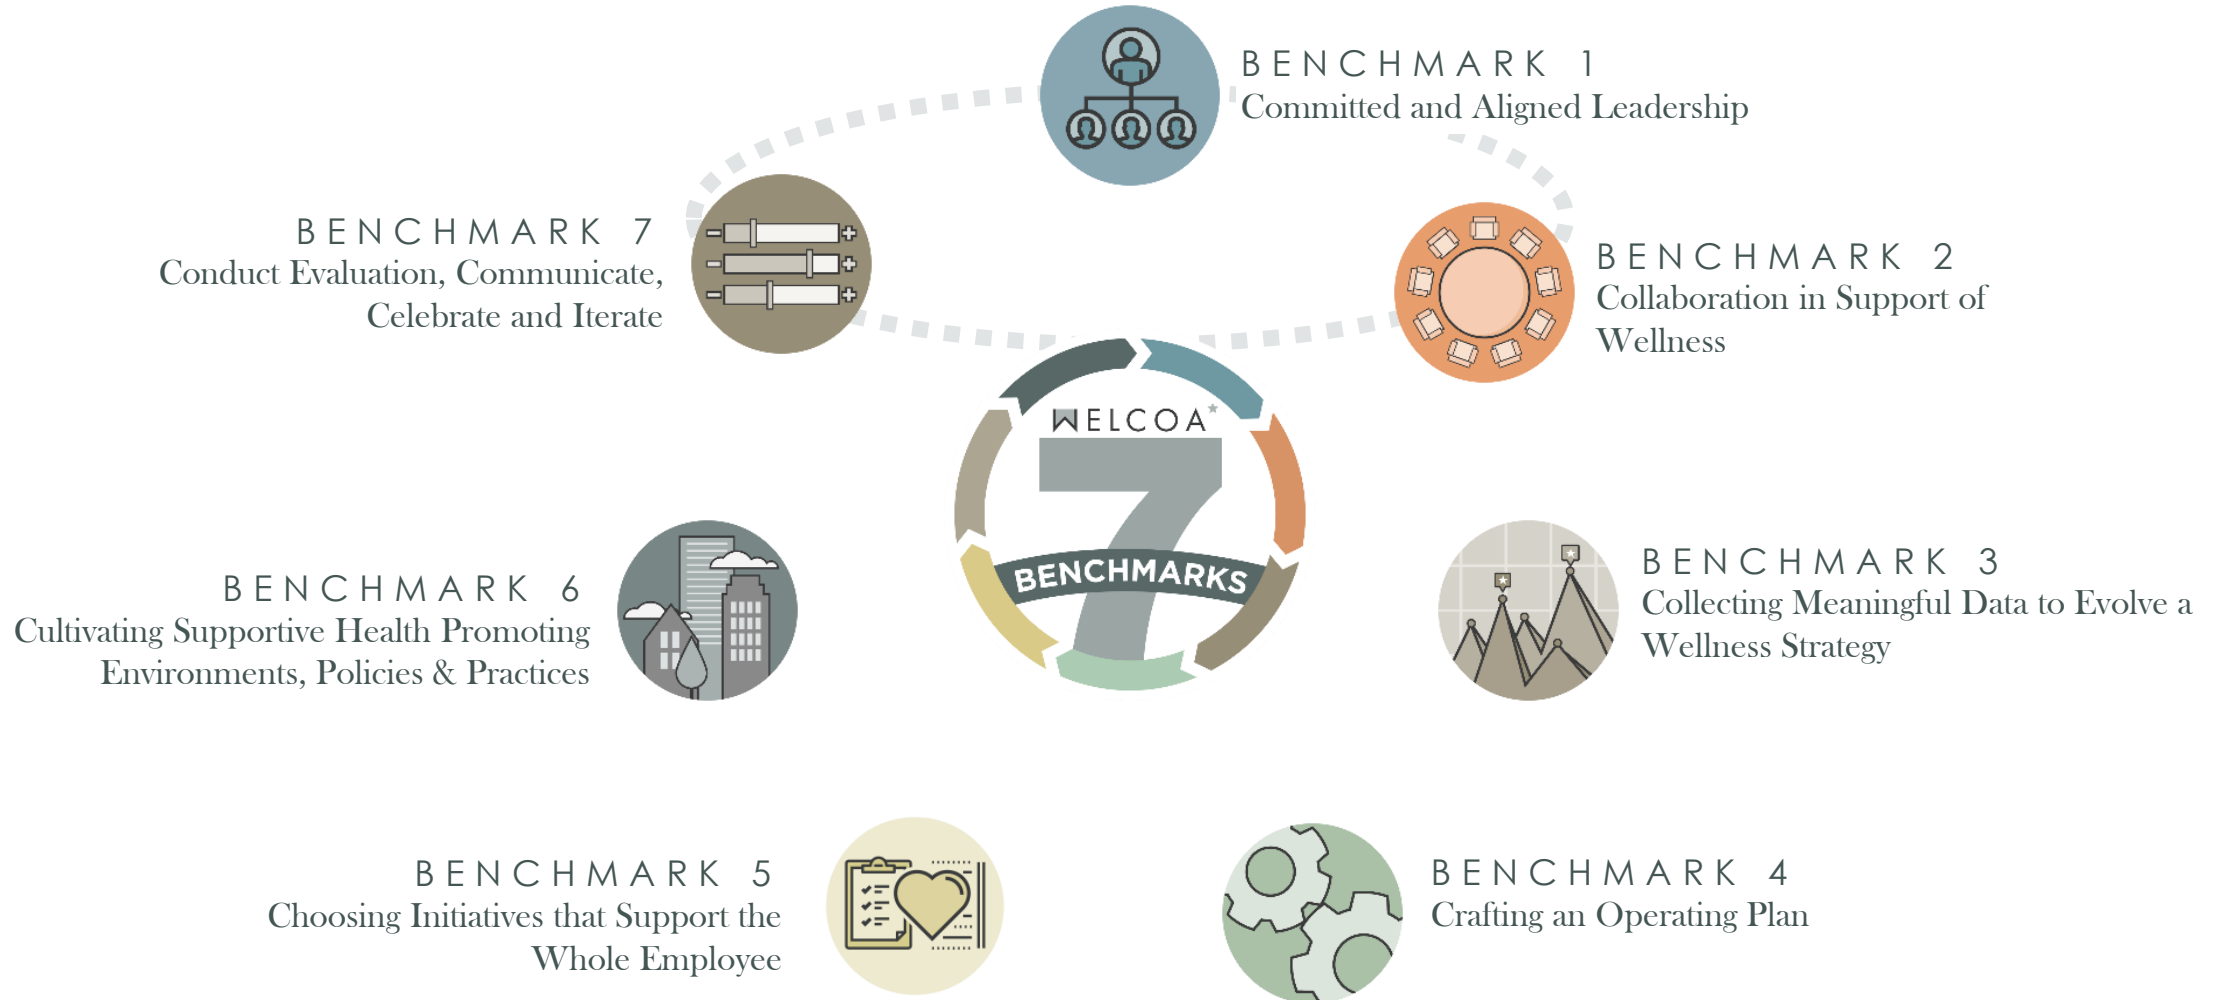 BENCHMARK 1
Committed and Aligned Leadership
BENCHMARK 2
Collaboration in Support of
Wellness
BENCHMARK 3
Collecting Meaningful Data to Evolve a
Wellness Strategy
BENCHMARK 4
Crafting an Operating Plan
BENCHMARK 5
Choosing Initiatives that Support the
Whole Employee
BENCHMARK 6
Cultivating Supportive Health Promoting
Environments, Policies & Practices
BENCHMARK 7
Conduct Evaluation, Communicate,
Celebrate and Iterate
WELCOA
7
BENCHMARKS